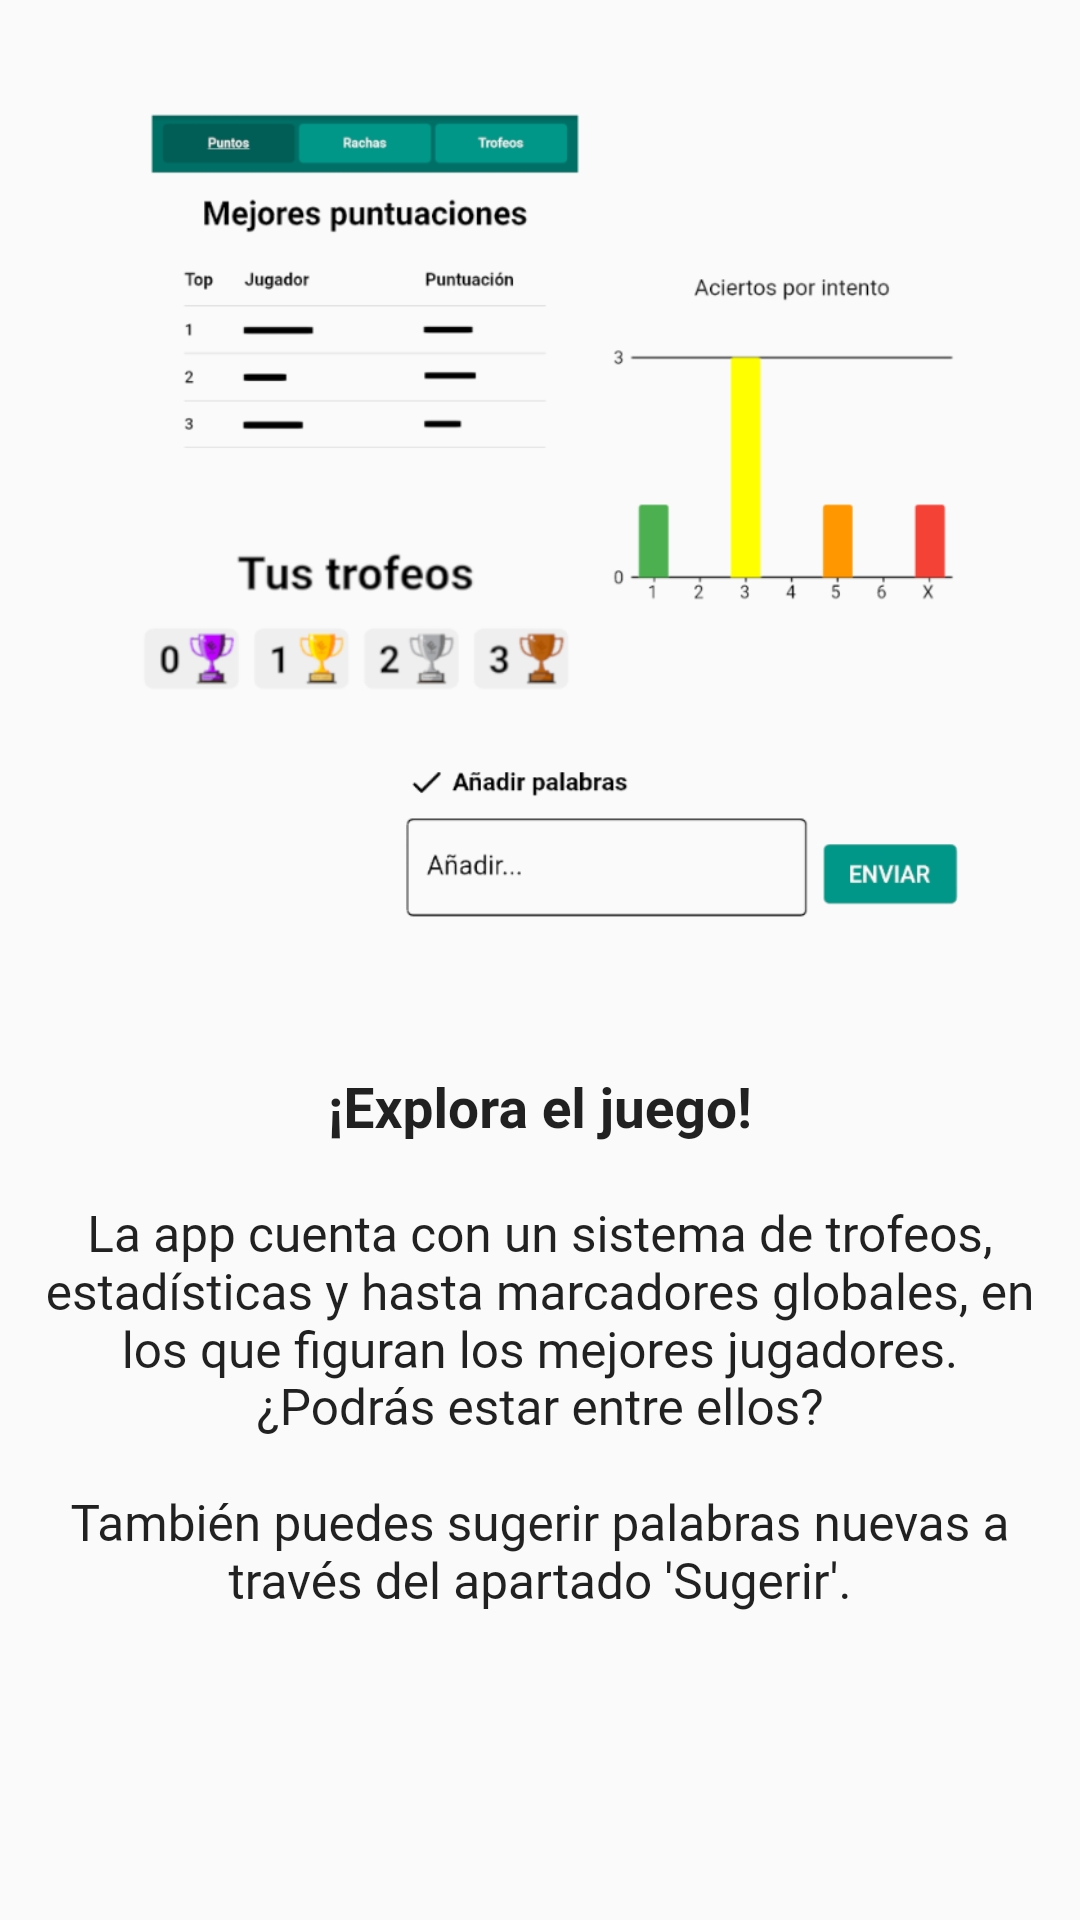 Puntos Rachas Trofeos
Mejores puntuaciones
Top Jugador Puntuación
1
2
3
Aciertos por intento
3
0
1 2 3 4 5 6 X
Tus trofeos
0 1 2 3
Añadir palabras
Añadir...
ENVIAR
¡Explora el juego!
La app cuenta con un sistema de trofeos,
estadísticas y hasta marcadores globales, en
los que figuran los mejores jugadores.
¿Podrás estar entre ellos?
También puedes sugerir palabras nuevas a
través del apartado 'Sugerir'.